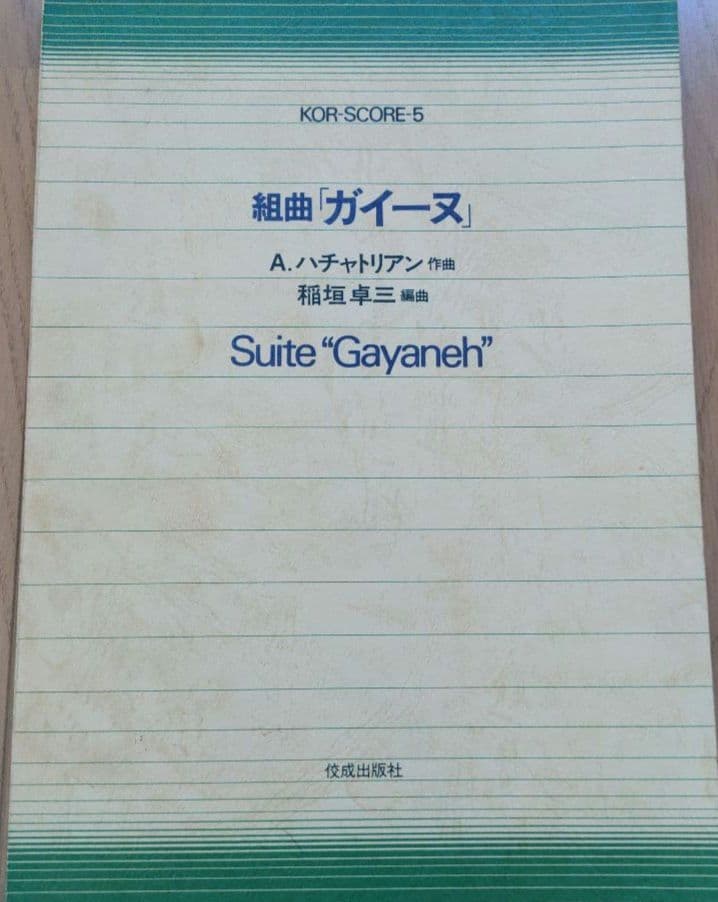 KOR-SCORE-5
組曲「ガイーヌ」
A.ハチャトリアン 作曲
稲垣卓三 編曲
Suite “Gayaneh”
佼成出版社